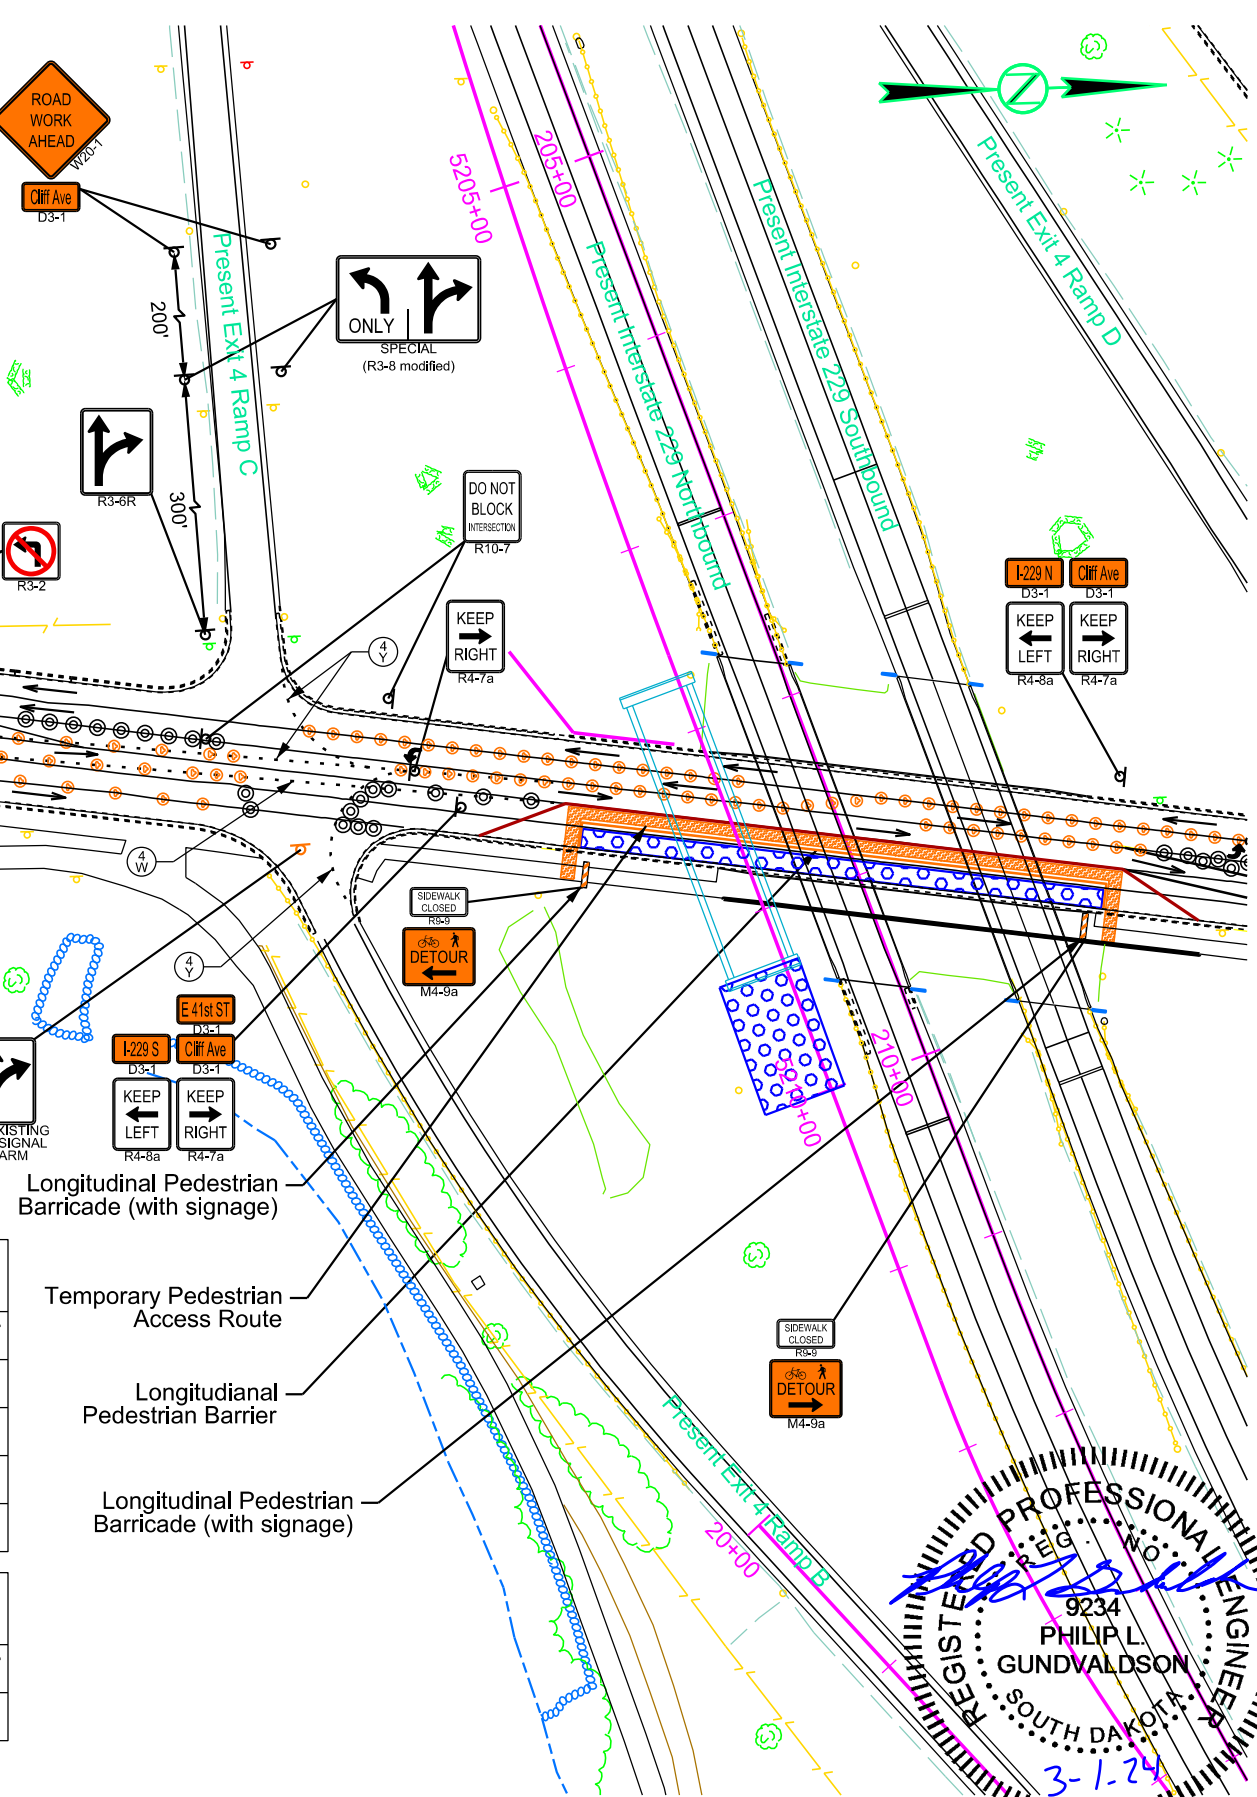 ROAD
WORK
AHEAD
W20-1
Cliff Ave
D3-1
200'
300'
Present Exit 4 Ramp C
ONLY
SPECIAL
(R3-8 modified)
R3-6R
R3-2
DO NOT
BLOCK
INTERSECTION
R10-7
KEEP
RIGHT
R4-7a
5205+00
205+00
Present Interstate 229 Northbound
Present Interstate 229 Southbound
Present Exit 4 Ramp D
Z
I-229 N
D3-1
Cliff Ave
D3-1
KEEP
LEFT
R4-8a
KEEP
RIGHT
R4-7a
4
Y
4
W
4
Y
SIDEWALK
CLOSED
R9-9
DETOUR
M4-9a
E 41st ST
D3-1
I-229 S
D3-1
Cliff Ave
D3-1
KEEP
LEFT
R4-8a
KEEP
RIGHT
R4-7a
XISTING
SIGNAL
ARM
5210+00
210+00
Longitudinal Pedestrian
Barricade (with signage)
Temporary Pedestrian
Access Route
Longitudianal
Pedestrian Barrier
Longitudinal Pedestrian
Barricade (with signage)
SIDEWALK
CLOSED
R9-9
DETOUR
M4-9a
Present Exit 4 Ramp B
20+00
REGISTERED PROFESSIONAL ENGINEER
REG. NO
9234
PHILIP L.
GUNDVALDSON
SOUTH DAKOTA
3-1-24